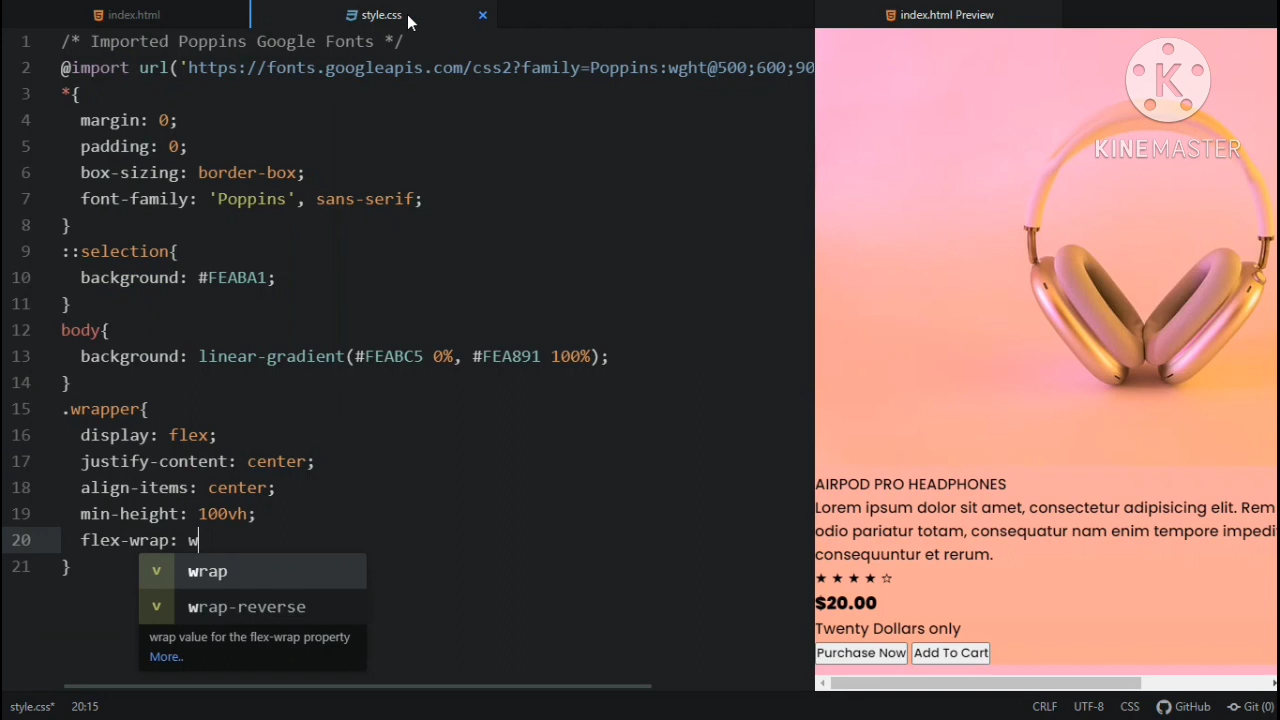 index.html
style.css
index.html Preview
1 /* Imported Poppins Google Fonts */
2 @import url('https://fonts.googleapis.com/css2?family=Poppins:wght@500;600;90
3 *{
4 margin: 0;
5 padding: 0;
6 box-sizing: border-box;
7 font-family: 'Poppins', sans-serif;
8 }
9 ::selection{
10 background: #FEABA1;
11 }
12 body{
13 background: linear-gradient(#FEABC5 0%, #FEA891 100%);
14 }
15 .wrapper{
16 display: flex;
17 justify-content: center;
18 align-items: center;
19 min-height: 100vh;
20 flex-wrap: w
21 }
v wrap
v wrap-reverse
wrap value for the flex-wrap property
More..
K
KINEMASTER
AIRPOD PRO HEADPHONES
Lorem ipsum dolor sit amet, consectetur adipisicing elit. Rem
odio pariatur totam, consequatur nam enim tempore impedi
consequuntur et rerum.
★ ★ ★ ★ ☆
$20.00
Twenty Dollars only
Purchase Now Add To Cart
style.css* 20:15
CRLF UTF-8 CSS GitHub Git (0)